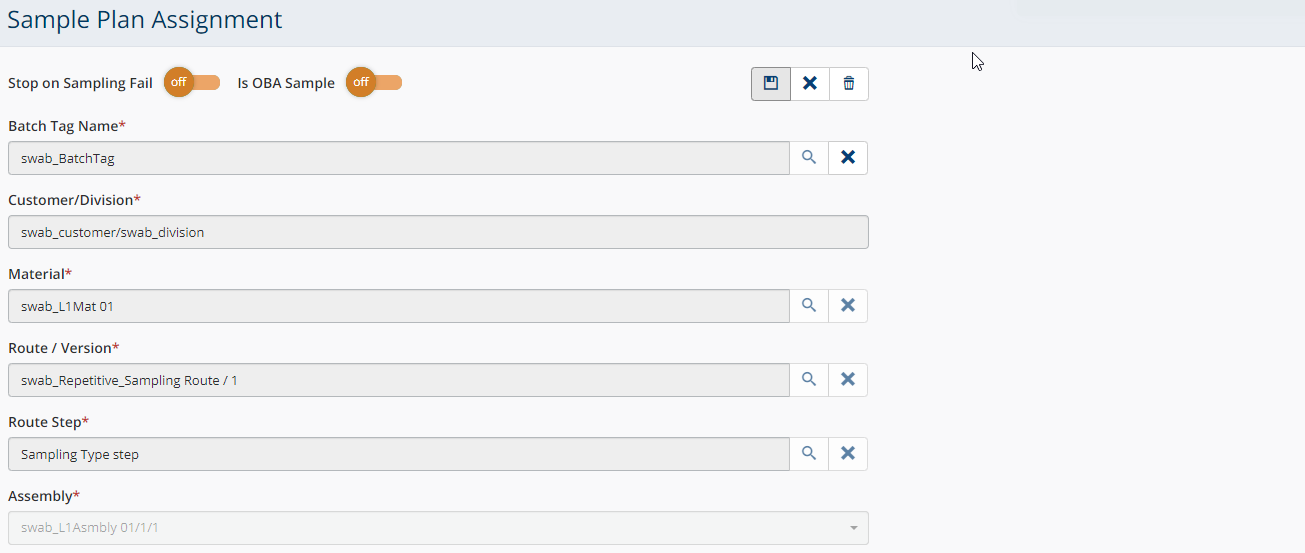 Sample Plan Assignment
Stop on Sampling Fail off Is OBA Sample off
Batch Tag Name*
swab_BatchTag
Customer/Division*
swab_customer/swab_division
Material*
swab_L1Mat 01
Route / Version*
swab_Repetitive_Sampling Route / 1
Route Step*
Sampling Type step
Assembly*
swab_L1Asmbly 01/1/1